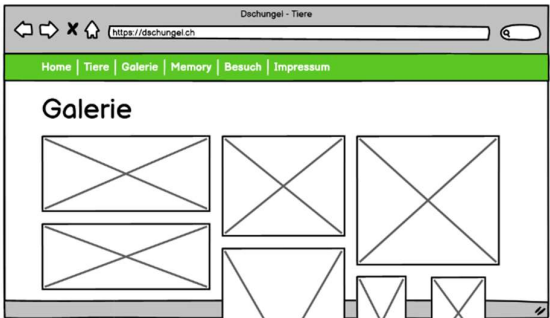 Dschungel - Tiere
https://dschungel.ch
Home | Tiere | Galerie | Memory | Besuch | Impressum
Galerie